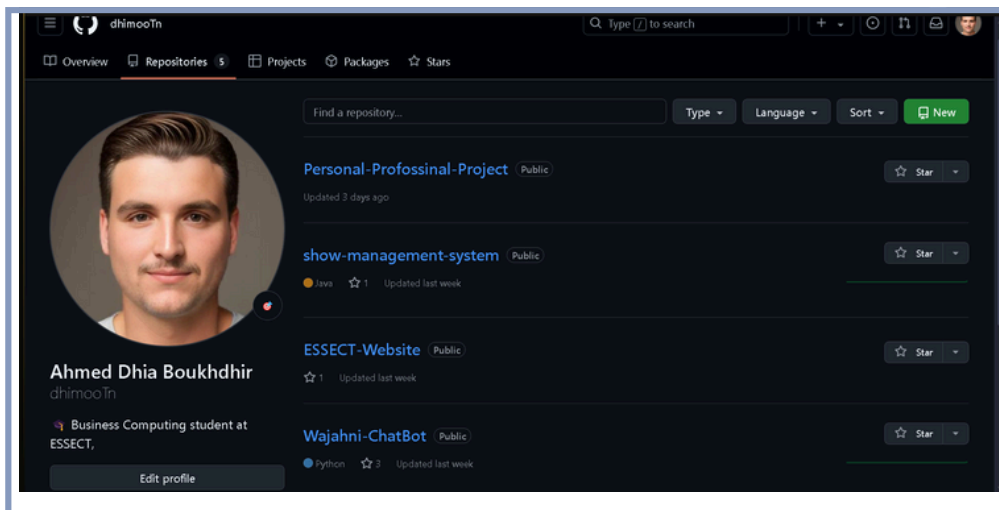 dhimooTn
Type / to search
Overview Repositories 5 Projects Packages Stars
Find a repository... Type Language Sort New
Personal-Profossinal-Project Public Star
Updated 3 days ago
show-management-system Public Star
Java 1 Updated last week
ESSECT-Website Public Star
1 Updated last week
Wajahni-ChatBot Public Star
Python 3 Updated last week
Ahmed Dhia Boukhdhir
dhimooTn
Business Computing student at
ESSECT,
Edit profile